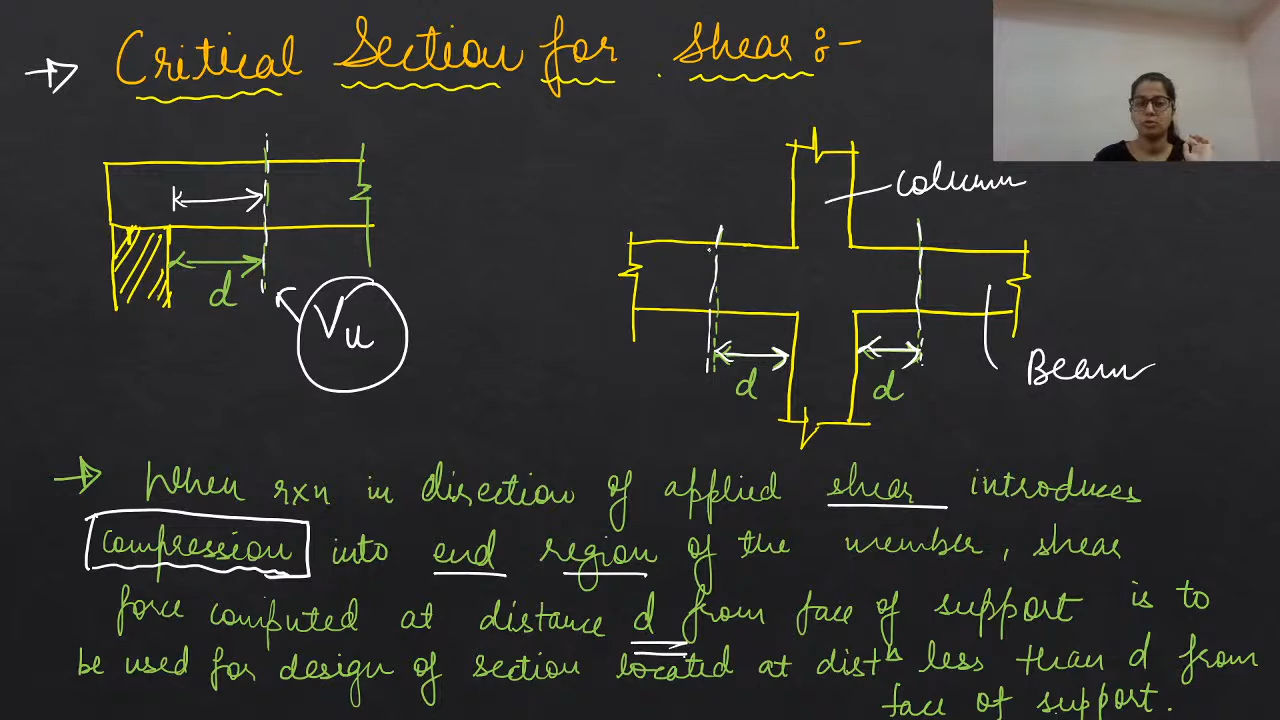 → Critical Section for Shear :-
column
d
Vu
d
d
Beam
→ When rxn in direction of applied shear introduces
compression into end region of the member, shear
force computed at distance d from face of support is to
be used for design of section located at distⁿ less than d from
face of support.